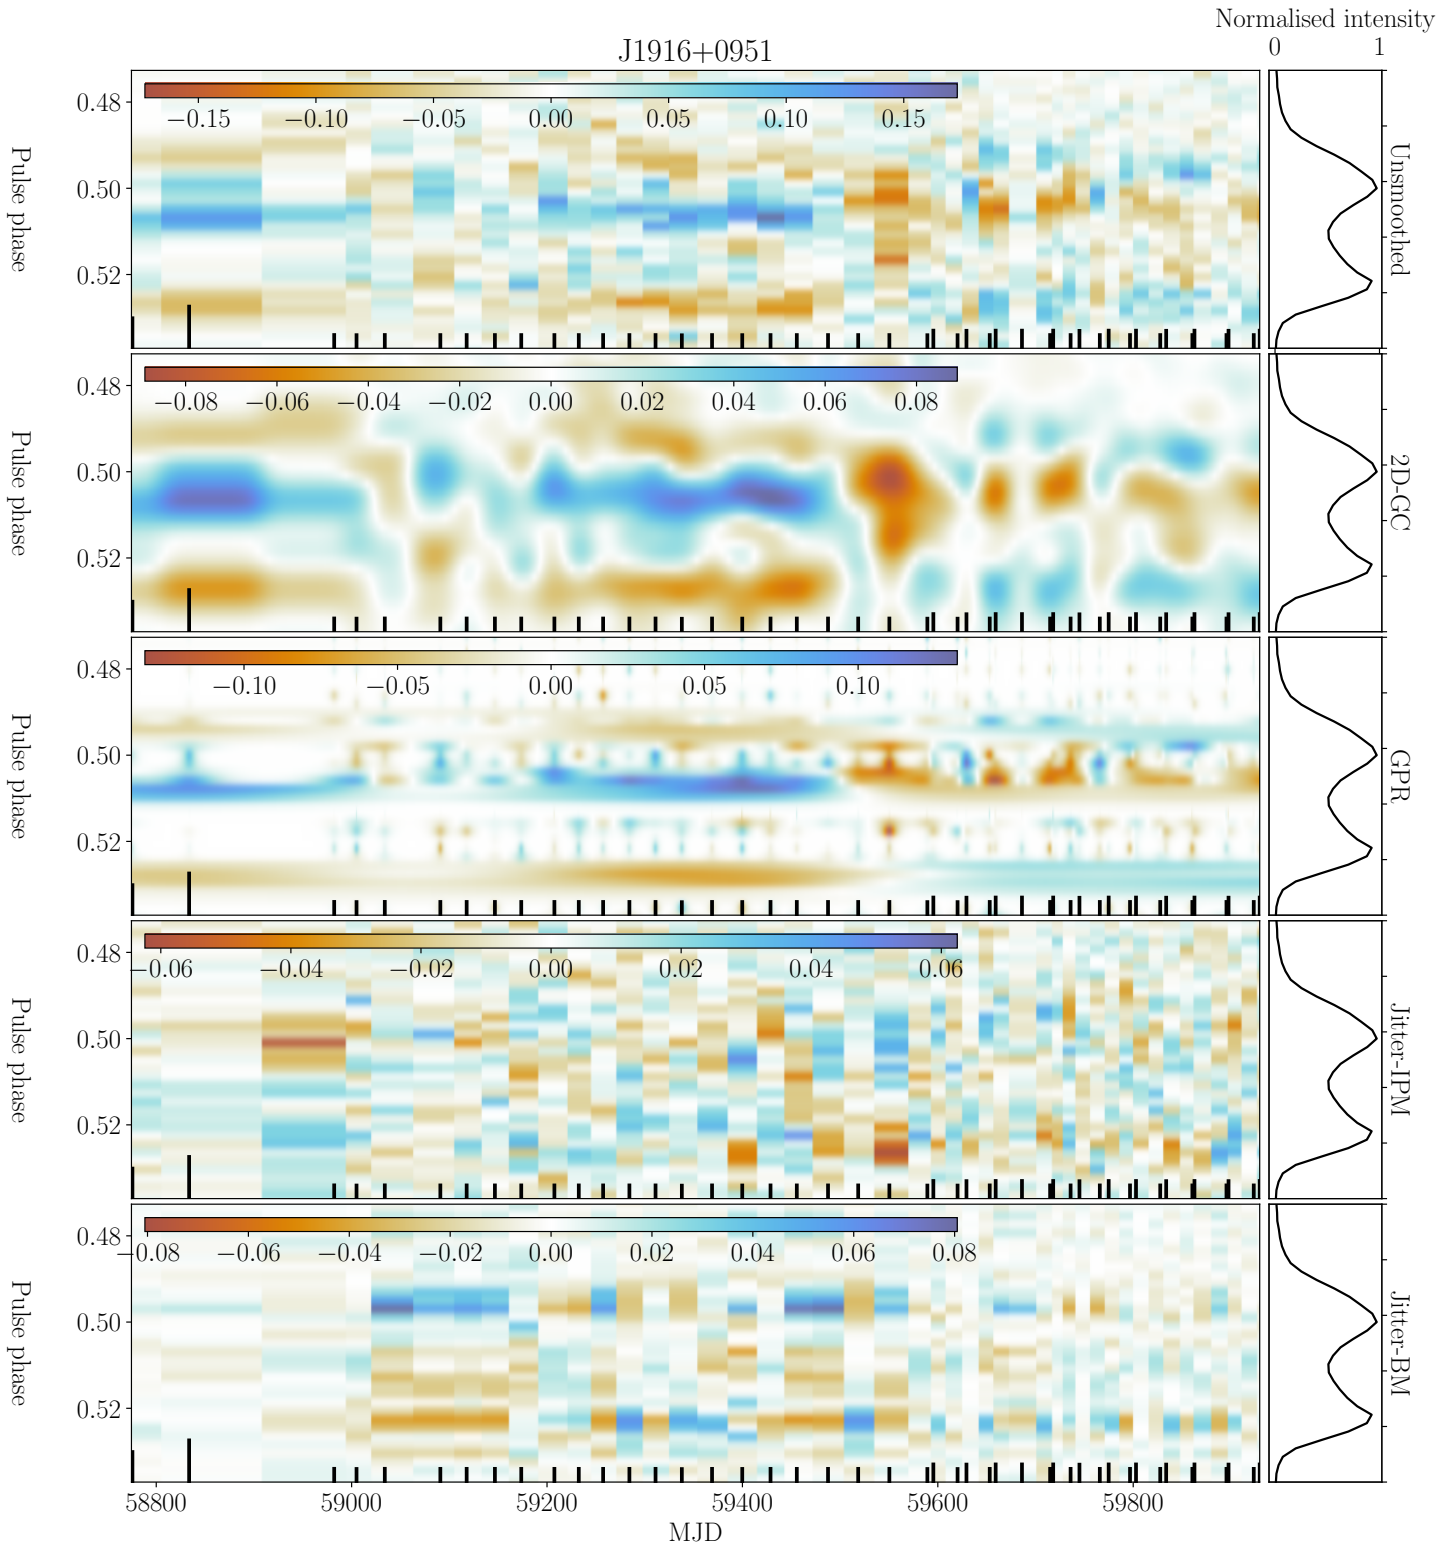 Normalised intensity
J1916+0951
0 1
−0.15 −0.10 −0.05 0.00 0.05 0.10 0.15
0.48
0.50
0.52
Pulse phase
Unsmoothed
−0.08 −0.06 −0.04 −0.02 0.00 0.02 0.04 0.06 0.08
0.48
0.50
0.52
Pulse phase
2D-GC
−0.10 −0.05 0.00 0.05 0.10
0.48
0.50
0.52
Pulse phase
GPR
−0.06 −0.04 −0.02 0.00 0.02 0.04 0.06
0.48
0.50
0.52
Pulse phase
Jitter-IPM
−0.08 −0.06 −0.04 −0.02 0.00 0.02 0.04 0.06 0.08
0.48
0.50
0.52
Pulse phase
Jitter-BM
58800 59000 59200 59400 59600 59800
MJD